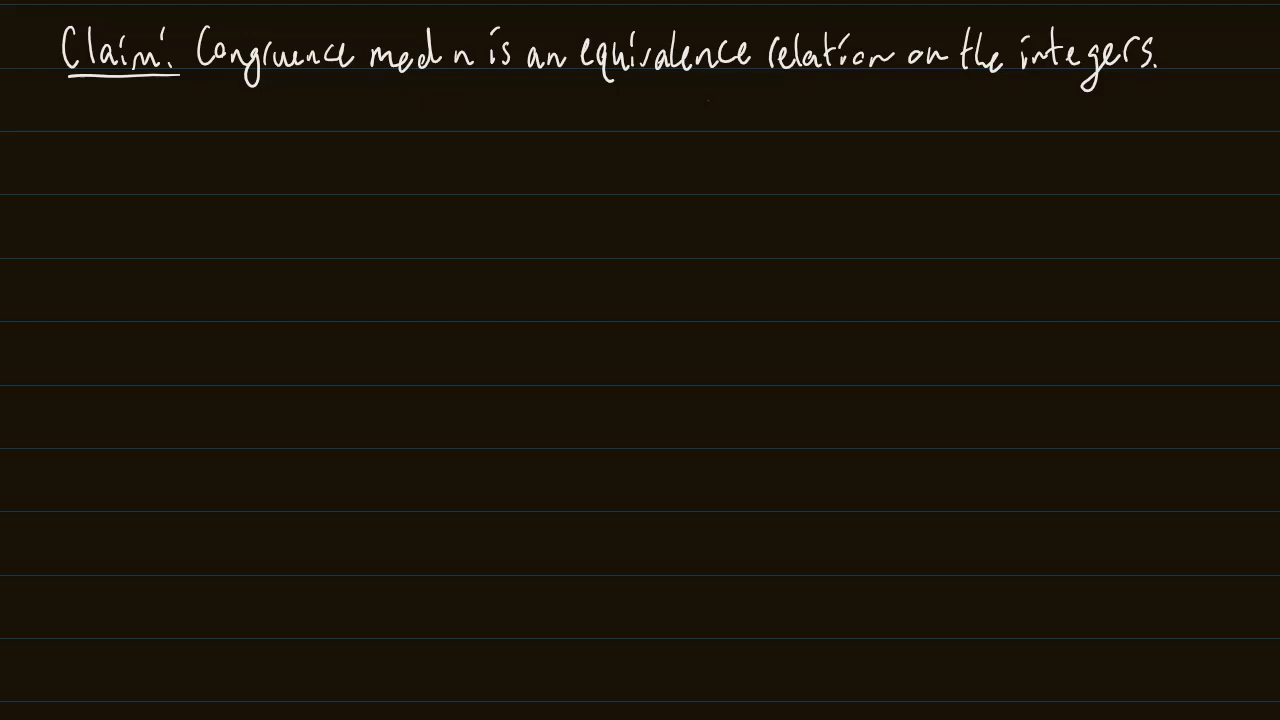 Claim: Congruence mod n is an equivalence relation on the integers.